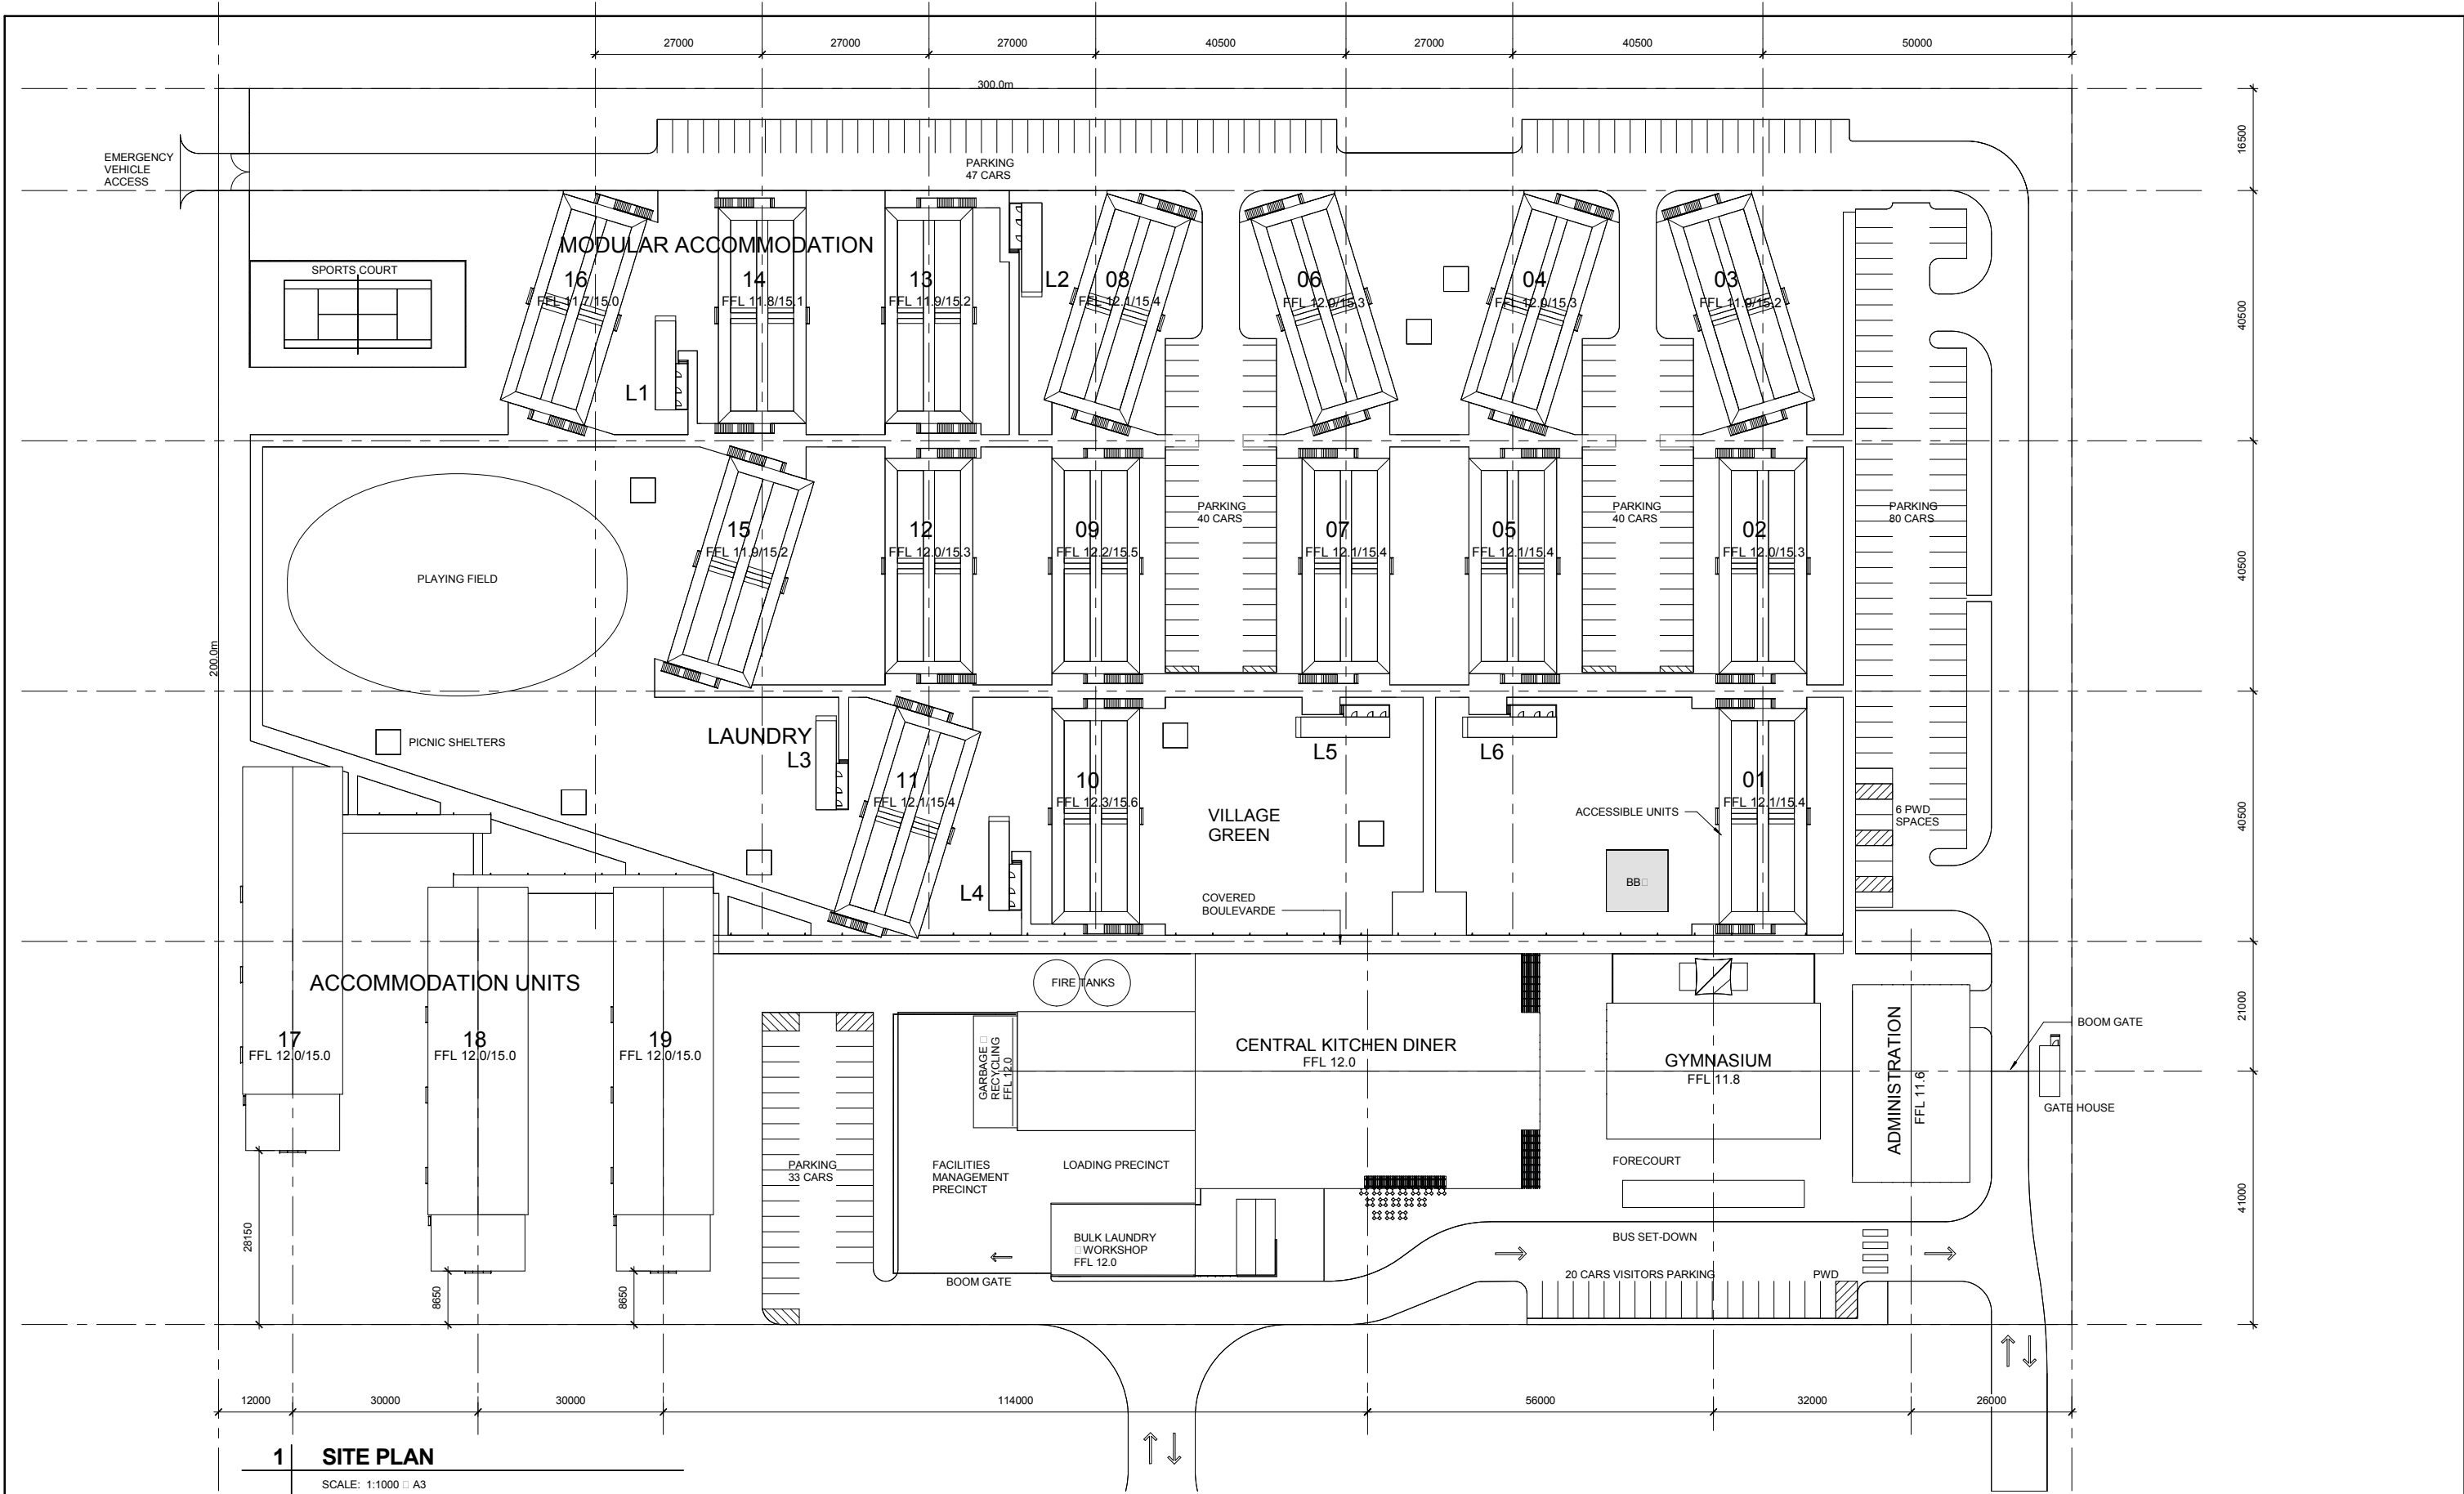 27000
27000
27000
40500
27000
40500
50000
300.0m
16500
EMERGENCY
VEHICLE
ACCESS
PARKING
47 CARS
MODULAR ACCOMMODATION
SPORTS COURT
16
FFL 11.7/15.0
14
FFL 11.8/15.1
13
FFL 11.9/15.2
L2
08
FFL 12.1/15.4
06
FFL 12.0/15.3
04
FFL 12.0/15.3
03
FFL 11.9/15.2
40500
L1
15
FFL 11.9/15.2
12
FFL 12.0/15.3
09
FFL 12.2/15.5
PARKING
40 CARS
07
FFL 12.1/15.4
05
FFL 12.1/15.4
PARKING
40 CARS
02
FFL 12.0/15.3
PARKING
80 CARS
40500
PLAYING FIELD
200.0m
PICNIC SHELTERS
LAUNDRY
L3
11
FFL 12.1/15.4
10
FFL 12.3/15.6
L5
L6
VILLAGE
GREEN
ACCESSIBLE UNITS
01
FFL 12.1/15.4
6 PWD
SPACES
40500
L4
BB
COVERED
BOULEVARDE
ACCOMMODATION UNITS
FIRE TANKS
17
FFL 12.0/15.0
18
FFL 12.0/15.0
19
FFL 12.0/15.0
GARBAGE
RECYCLING
FFL 12.0
CENTRAL KITCHEN DINER
FFL 12.0
GYMNASIUM
FFL 11.8
ADMINISTRATION
FFL 11.6
BOOM GATE
GATE HOUSE
21000
PARKING
33 CARS
FACILITIES
MANAGEMENT
PRECINCT
LOADING PRECINCT
FORECOURT
41000
28150
8650
8650
BULK LAUNDRY
WORKSHOP
FFL 12.0
BOOM GATE
BUS SET-DOWN
20 CARS VISITORS PARKING
PWD
12000
30000
30000
114000
56000
32000
26000
1
SITE PLAN
SCALE: 1:1000 A3